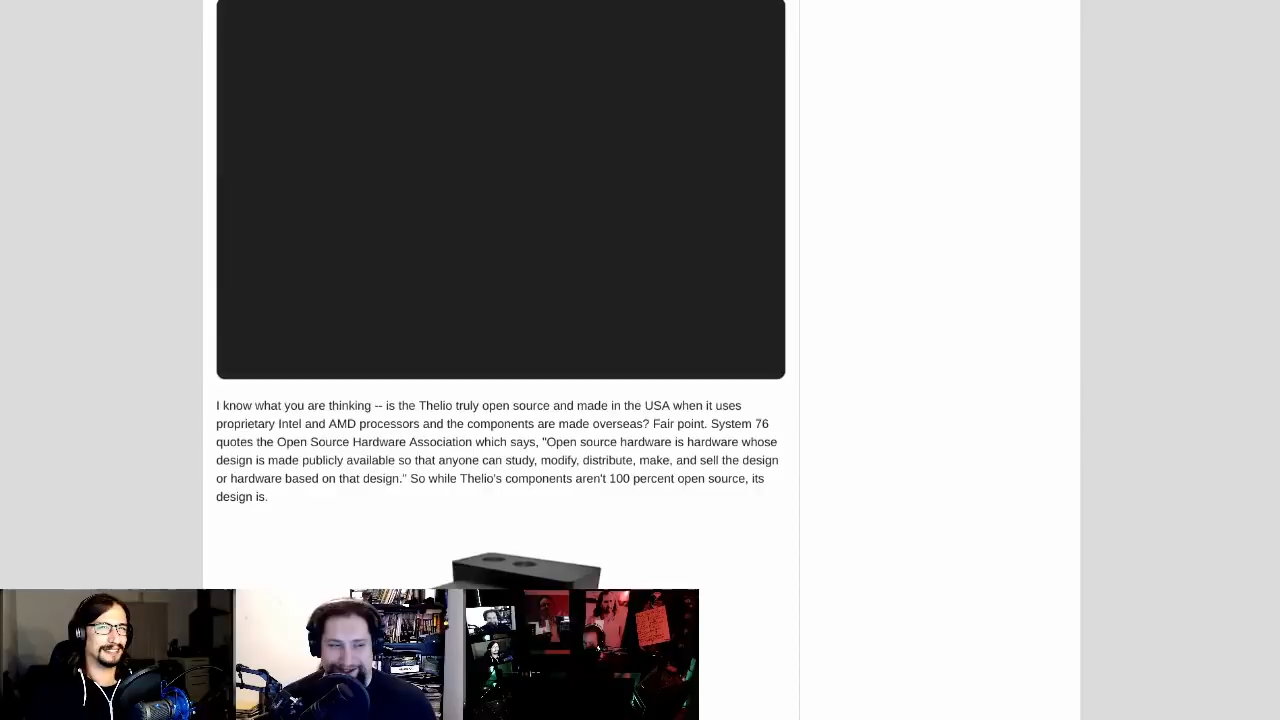 I know what you are thinking -- is the Thelio truly open source and made in the USA when it uses
proprietary Intel and AMD processors and the components are made overseas? Fair point. System 76
quotes the Open Source Hardware Association which says, "Open source hardware is hardware whose
design is made publicly available so that anyone can study, modify, distribute, make, and sell the design
or hardware based on that design." So while Thelio's components aren't 100 percent open source, its
design is.